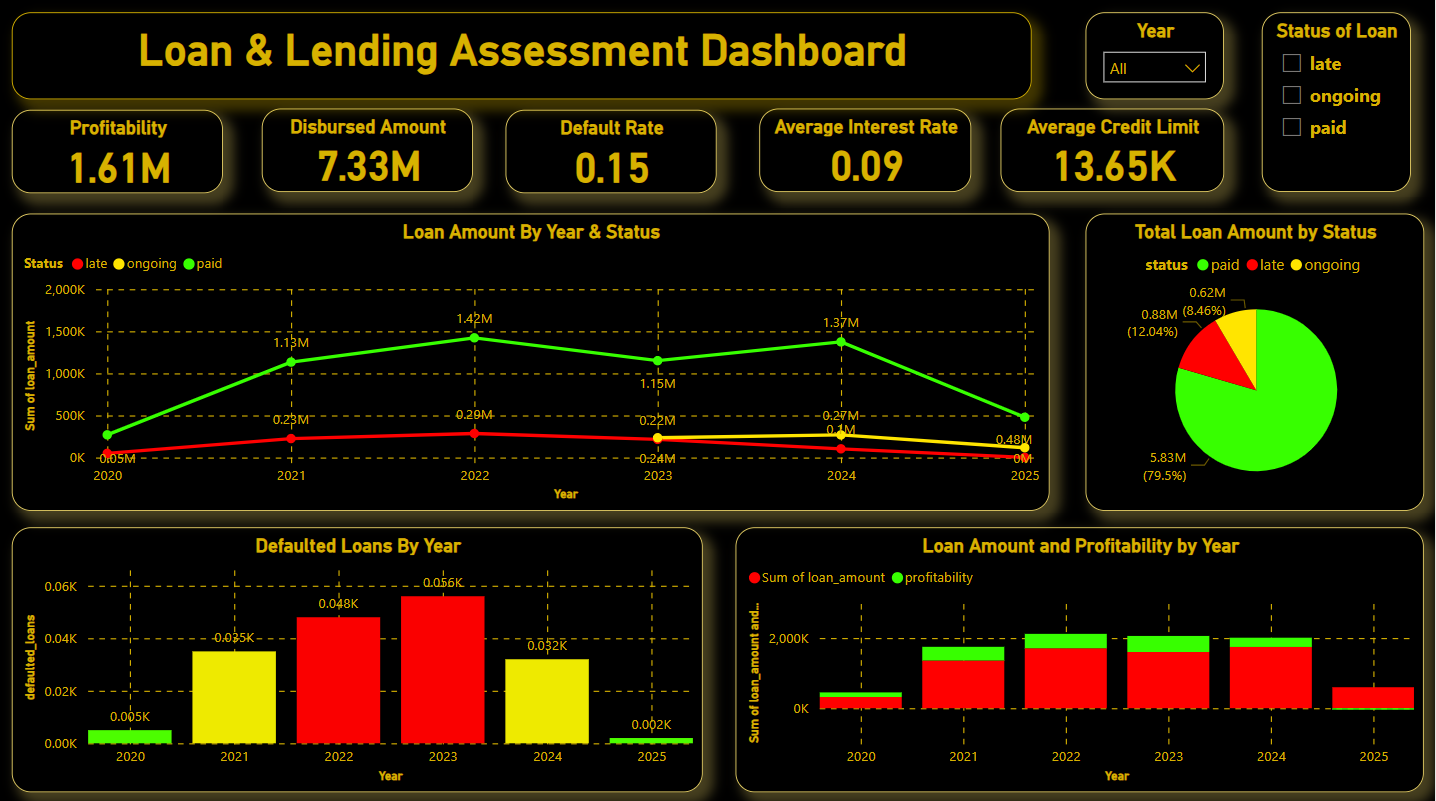 Loan & Lending Assessment Dashboard
Year
All
Status of Loan
late
ongoing
paid
Profitability
1.61M
Disbursed Amount
7.33M
Default Rate
0.15
Average Interest Rate
0.09
Average Credit Limit
13.65K
Loan Amount By Year & Status
Status late ongoing paid
Sum of loan_amount
2,000K
1,500K
1,000K
500K
0K
1.13M
1.42M
1.15M
1.37M
0.48M
0.05M
0.23M
0.29M
0.22M
0.24M
0.27M
0.1M
0M
2020 2021 2022 2023 2024 2025
Year
Total Loan Amount by Status
status paid late ongoing
0.62M
(8.46%)
0.88M
(12.04%)
5.83M
(79.5%)
Defaulted Loans By Year
defaulted_loans
0.06K
0.04K
0.02K
0.00K
0.005K
0.035K
0.048K
0.056K
0.032K
0.002K
2020 2021 2022 2023 2024 2025
Year
Loan Amount and Profitability by Year
Sum of loan_amount profitability
Sum of loan_amount and...
2,000K
0K
2020 2021 2022 2023 2024 2025
Year